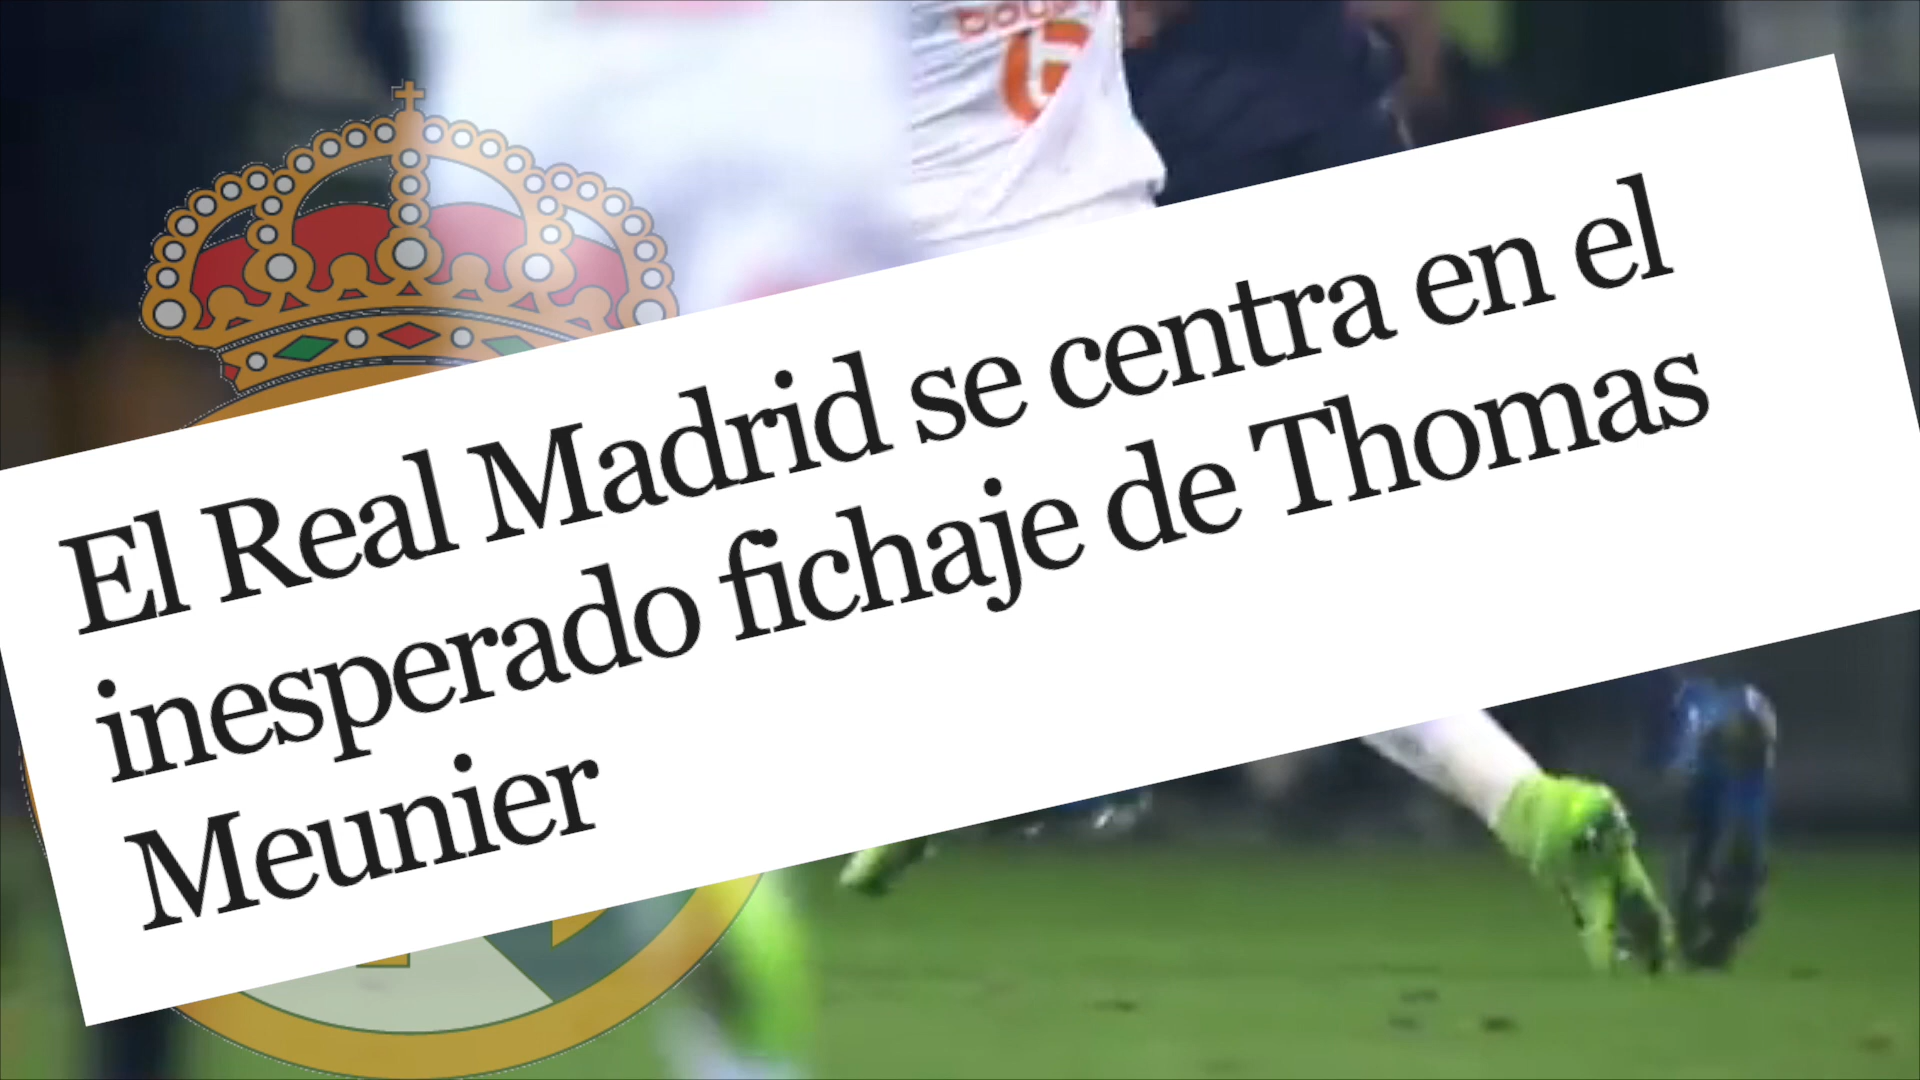 El Real Madrid se centra en el
inesperado fichaje de Thomas
Meunier